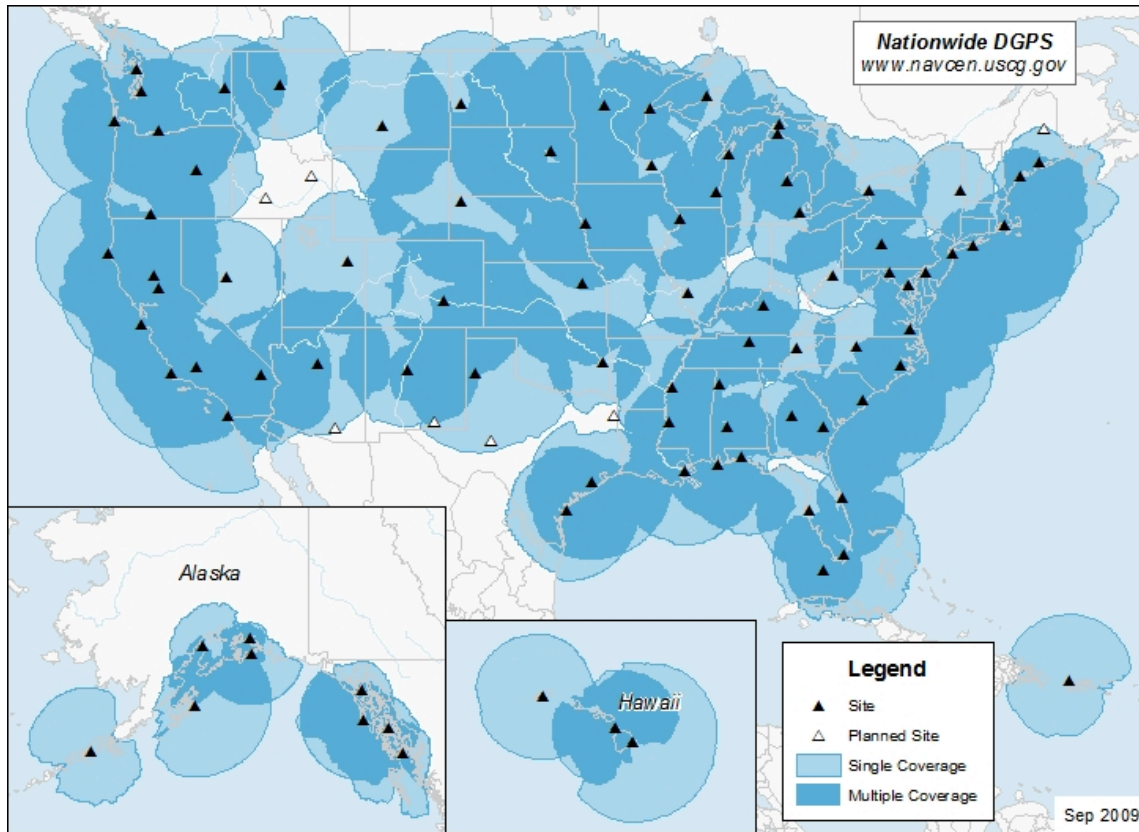 Nationwide DGPS
www.navcen.uscg.gov
Alaska
Hawaii
Legend
Site
Planned Site
Single Coverage
Multiple Coverage
Sep 2009